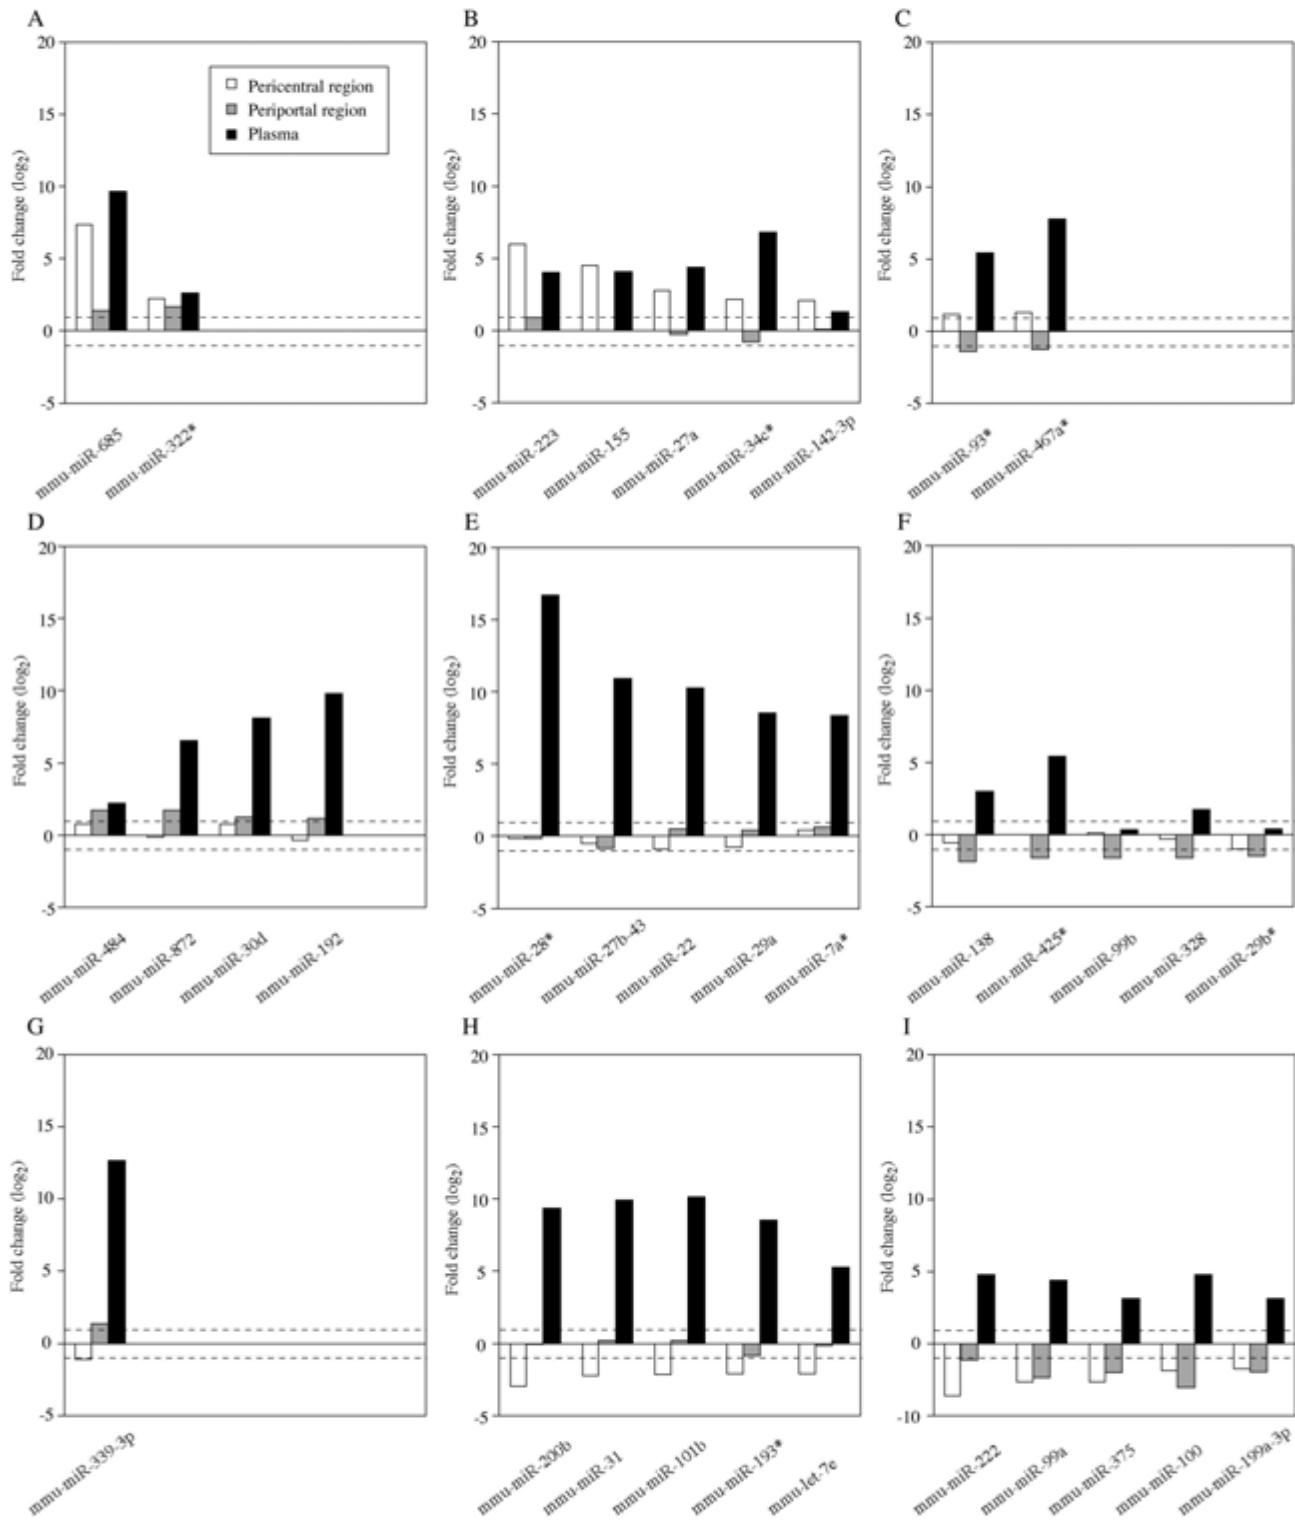 A
20
15
10
5
0
-5
Fold change (log2)
Pericentral region
Periportal region
Plasma
mmu-miR-685
mmu-miR-322*
B
20
15
10
5
0
-5
Fold change (log2)
mmu-miR-223
mmu-miR-155
mmu-miR-27a
mmu-miR-34c*
mmu-miR-142-3p
C
20
15
10
5
0
-5
Fold change (log2)
mmu-miR-93*
mmu-miR-467a*
D
20
15
10
5
0
-5
Fold change (log2)
mmu-miR-484
mmu-miR-872
mmu-miR-30d
mmu-miR-192
E
20
15
10
5
0
-5
Fold change (log2)
mmu-miR-28*
mmu-miR-27b-43
mmu-miR-22
mmu-miR-29a
mmu-miR-7a*
F
20
15
10
5
0
-5
Fold change (log2)
mmu-miR-138
mmu-miR-425*
mmu-miR-99b
mmu-miR-328
mmu-miR-29b*
G
20
15
10
5
0
-5
Fold change (log2)
mmu-miR-339-3p
H
20
15
10
5
0
-5
Fold change (log2)
mmu-miR-200b
mmu-miR-31
mmu-miR-101b
mmu-miR-193*
mmu-let-7e
I
20
15
10
5
0
-10
Fold change (log2)
mmu-miR-222
mmu-miR-99a
mmu-miR-375
mmu-miR-100
mmu-miR-199a-3p